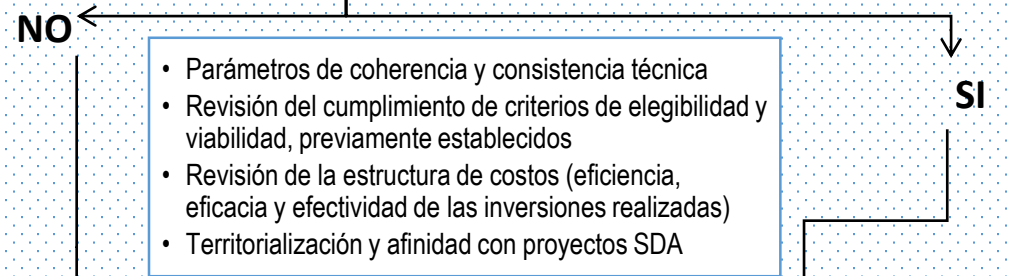 NO
• Parámetros de coherencia y consistencia técnica
• Revisión del cumplimiento de criterios de elegibilidad y
viabilidad, previamente establecidos
• Revisión de la estructura de costos (eficiencia,
eficacia y efectividad de las inversiones realizadas)
• Territorialización y afinidad con proyectos SDA
SI